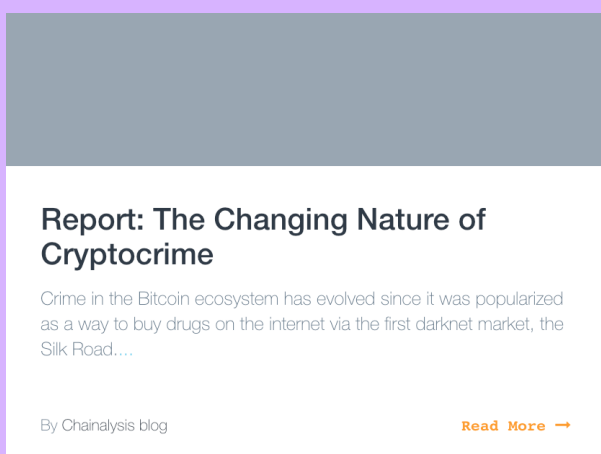 Report: The Changing Nature of
Cryptocrime
Crime in the Bitcoin ecosystem has evolved since it was popularized
as a way to buy drugs on the internet via the first darknet market, the
Silk Road....
By Chainalysis blog
Read More →